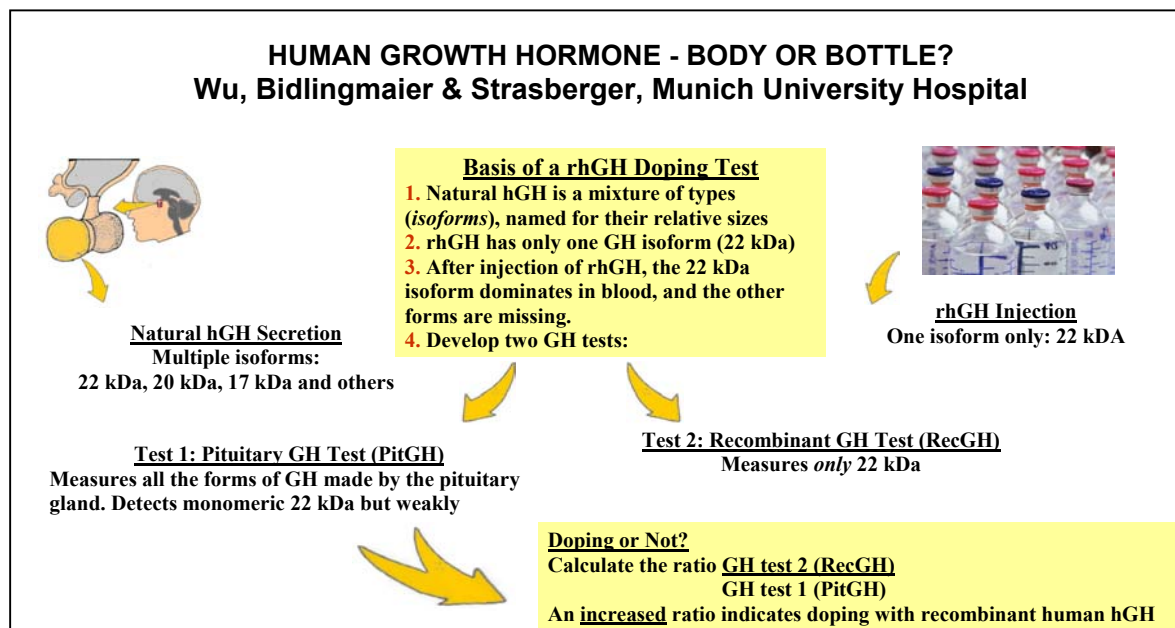 HUMAN GROWTH HORMONE - BODY OR BOTTLE?
Wu, Bidlingmaier & Strasberger, Munich University Hospital
Basis of a rhGH Doping Test
1. Natural hGH is a mixture of types
(isoforms), named for their relative sizes
2. rhGH has only one GH isoform (22 kDa)
3. After injection of rhGH, the 22 kDa
isoform dominates in blood, and the other
forms are missing.
4. Develop two GH tests:
Natural hGH Secretion
Multiple isoforms:
22 kDa, 20 kDa, 17 kDa and others
rhGH Injection
One isoform only: 22 kDA
Test 1: Pituitary GH Test (PitGH)
Measures all the forms of GH made by the pituitary
gland. Detects monomeric 22 kDa but weakly
Test 2: Recombinant GH Test (RecGH)
Measures only 22 kDa
Doping or Not?
Calculate the ratio GH test 2 (RecGH)
GH test 1 (PitGH)
An increased ratio indicates doping with recombinant human hGH